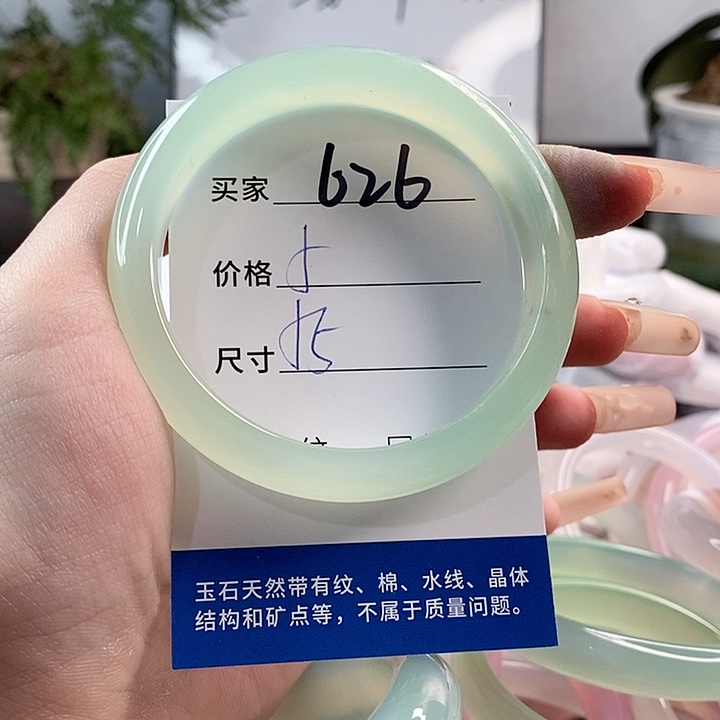 买家 626
价格
尺寸
玉石天然带有纹、棉、水线、晶体
结构和矿点等，不属于质量问题。